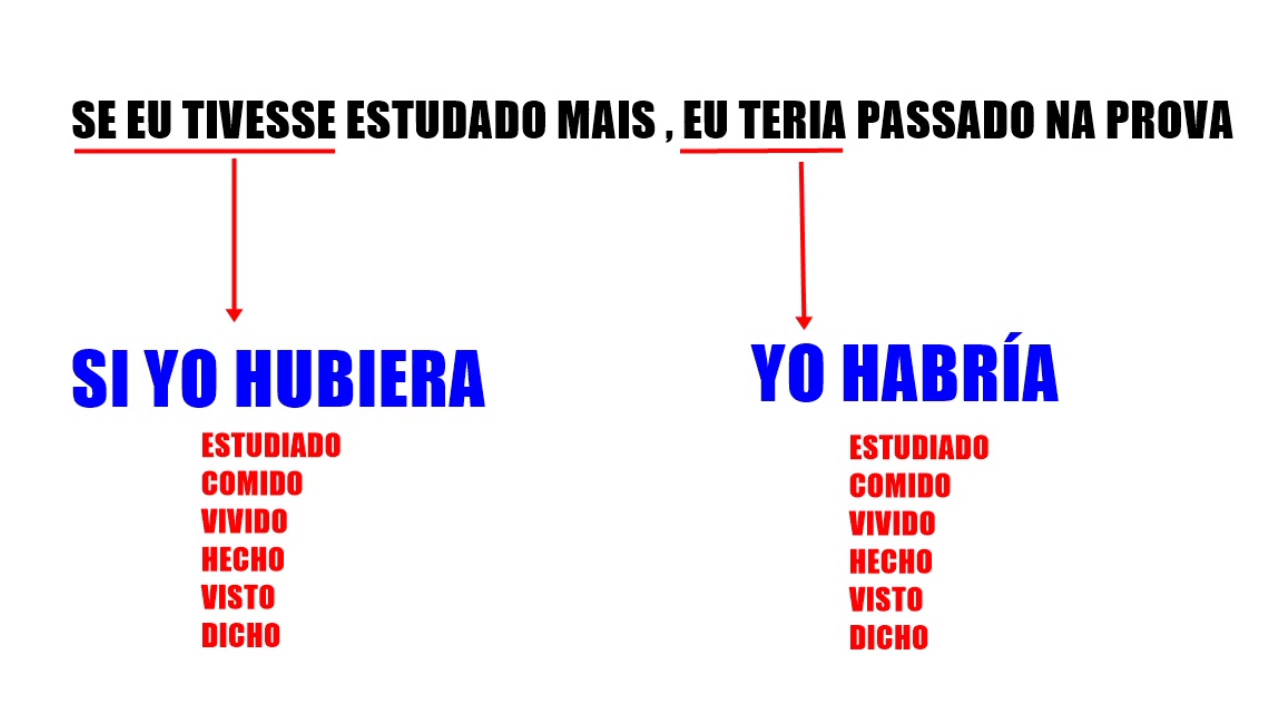 SE EU TIVESSE ESTUDADO MAIS , EU TERIA PASSADO NA PROVA
SI YO HUBIERA
ESTUDIADO
COMIDO
VIVIDO
HECHO
VISTO
DICHO
YO HABRÍA
ESTUDIADO
COMIDO
VIVIDO
HECHO
VISTO
DICHO